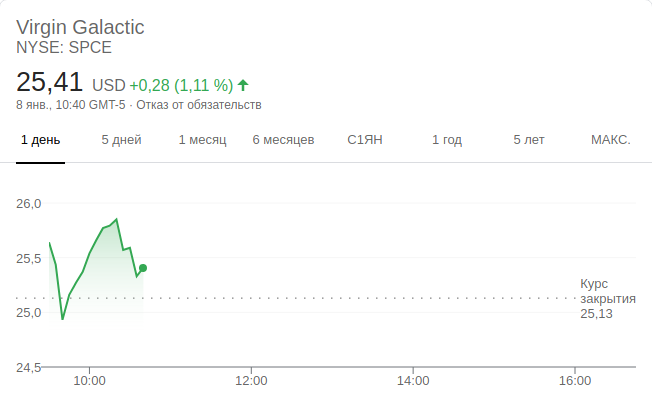 Virgin Galactic
NYSE: SPCE
25,41 USD +0,28 (1,11 %)
8 янв., 10:40 GMT-5 · Отказ от обязательств
1 день 5 дней 1 месяц 6 месяцев С1ЯН 1 год 5 лет МАКС.
26,0
25,5
Курс
закрытия
25,13
25,0
24,5
10:00 12:00 14:00 16:00